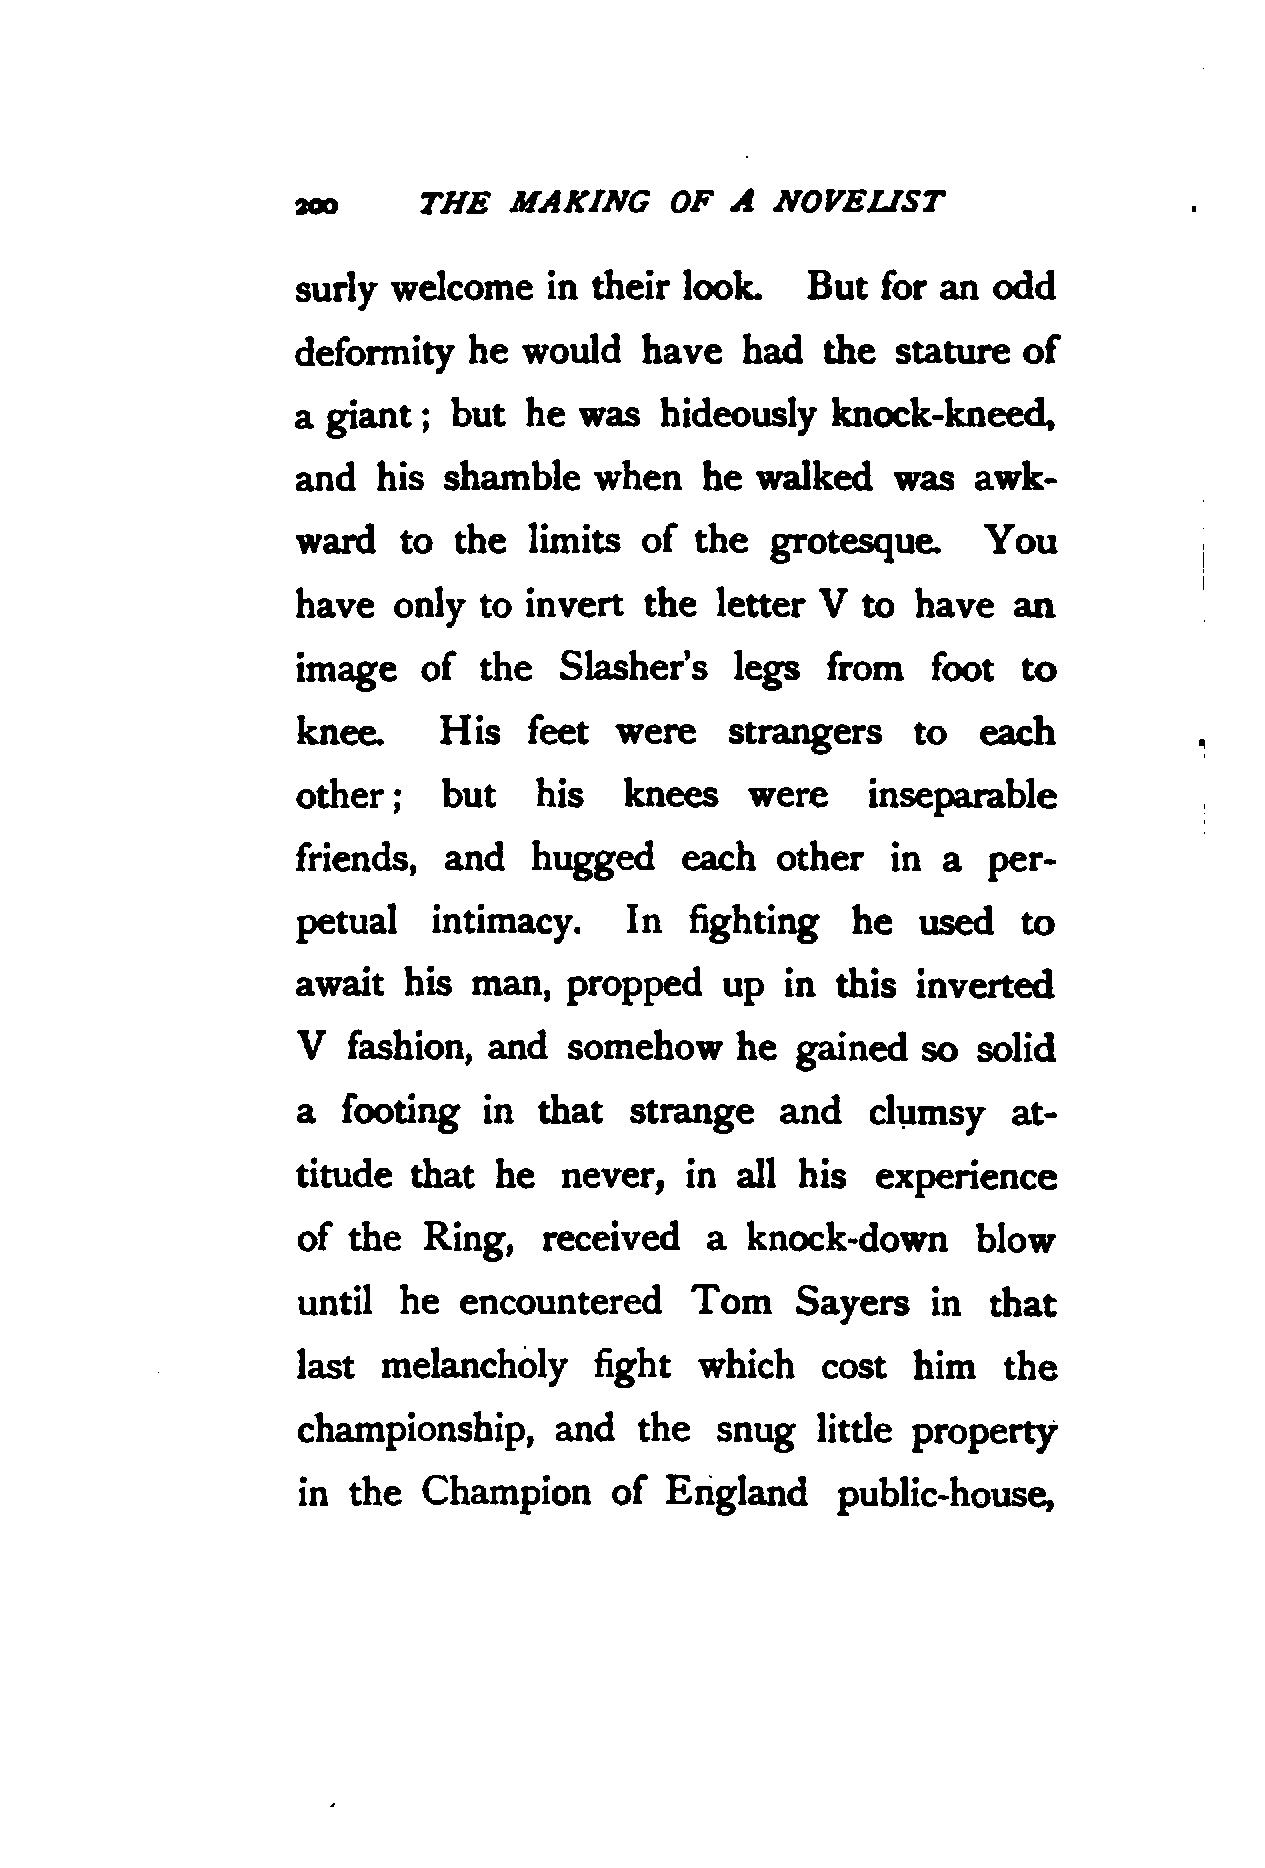 200 THE MAKING OF A NOVELIST
surly welcome in their look. But for an odd
deformity he would have had the stature of
a giant ; but he was hideously knock-kneed,
and his shamble when he walked was awk-
ward to the limits of the grotesque. You
have only to invert the letter V to have an
image of the Slasher's legs from foot to
knee. His feet were strangers to each
other ; but his knees were inseparable
friends, and hugged each other in a per-
petual intimacy. In fighting he used to
await his man, propped up in this inverted
V fashion, and somehow he gained so solid
a footing in that strange and clumsy at-
titude that he never, in all his experience
of the Ring, received a knock-down blow
until he encountered Tom Sayers in that
last melancholy fight which cost him the
championship, and the snug little property
in the Champion of England public-house,